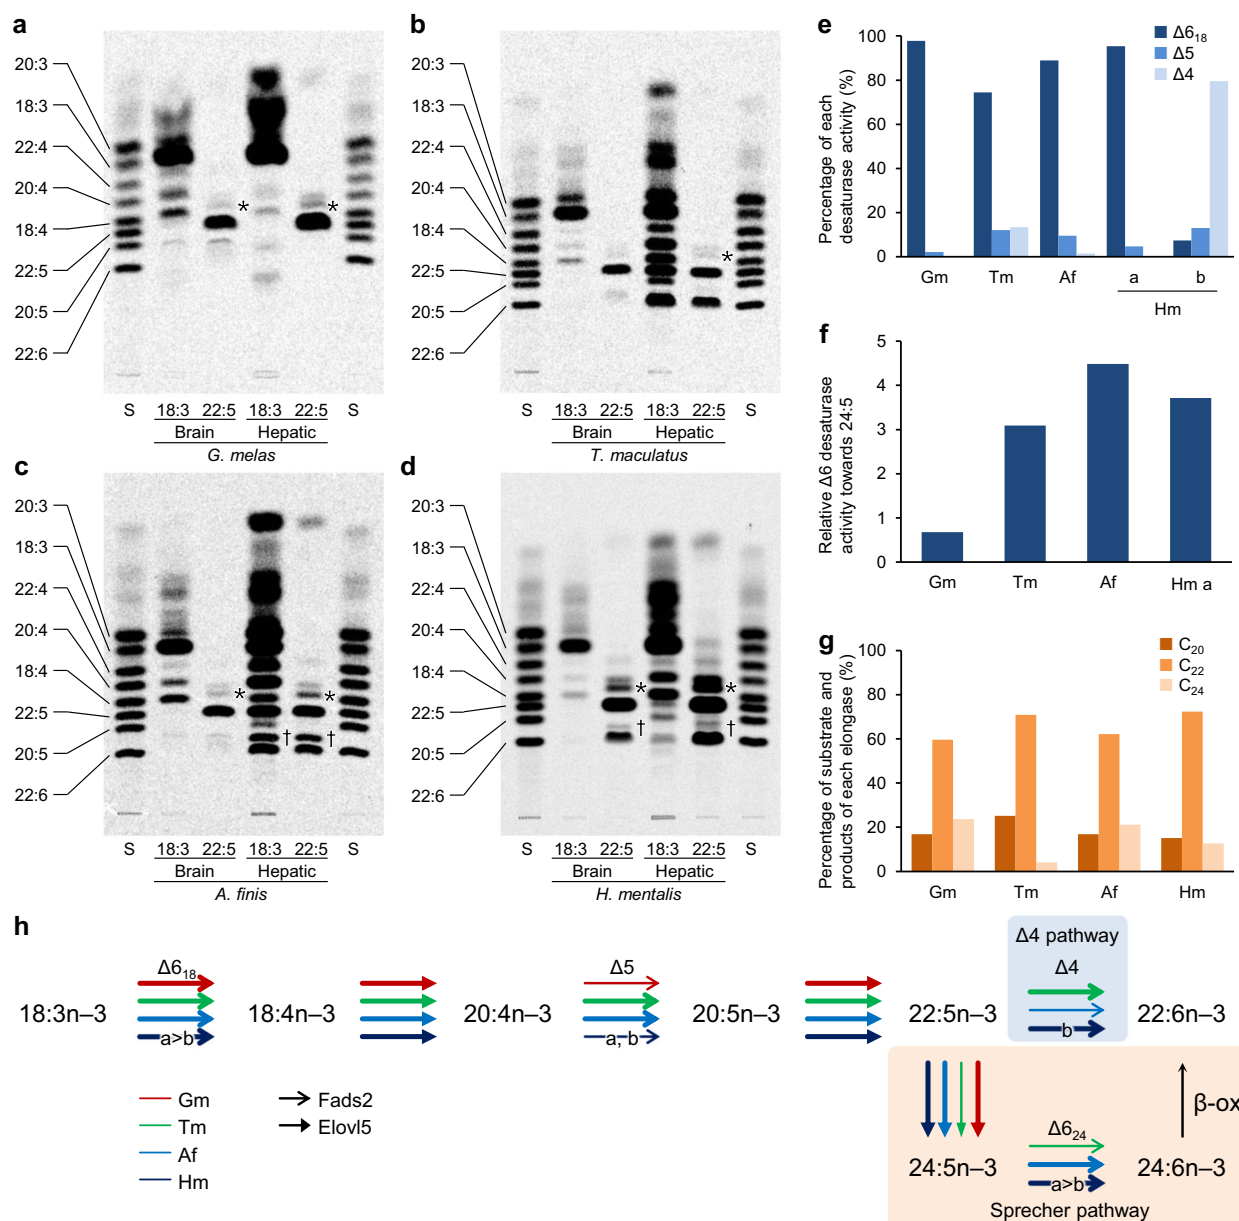 a
20:3
18:3
22:4
20:4
18:4
22:5
20:5
22:6
*
*
S 18:3 22:5 18:3 22:5 S
Brain Hepatic
G. melas
b
20:3
18:3
22:4
20:4
18:4
22:5
20:5
22:6
*
S 18:3 22:5 18:3 22:5 S
Brain Hepatic
T. maculatus
c
20:3
18:3
22:4
20:4
18:4
22:5
20:5
22:6
* *
† †
S 18:3 22:5 18:3 22:5 S
Brain Hepatic
A. finis
d
20:3
18:3
22:4
20:4
18:4
22:5
20:5
22:6
* *
† †
S 18:3 22:5 18:3 22:5 S
Brain Hepatic
H. mentalis
e
Percentage of each
desaturase activity (%)
100
80
60
40
20
0
Δ6₁₈
Δ5
Δ4
Gm Tm Af a b
Hm
f
Relative Δ6 desaturase
activity towards 24:5
5
4
3
2
1
0
Gm Tm Af Hm a
g
Percentage of substrate and
products of each elongase (%)
100
80
60
40
20
0
C₂₀
C₂₂
C₂₄
Gm Tm Af Hm
h
Δ4 pathway
Δ6₁₈ Δ5 Δ4
18:3n–3 18:4n–3 20:4n–3 20:5n–3 22:5n–3 22:6n–3
a>b a, b b
Gm
Tm
Af
Hm
Fads2
Elovl5
β-ox
Δ6₂₄
24:5n–3 24:6n–3
a>b
Sprecher pathway